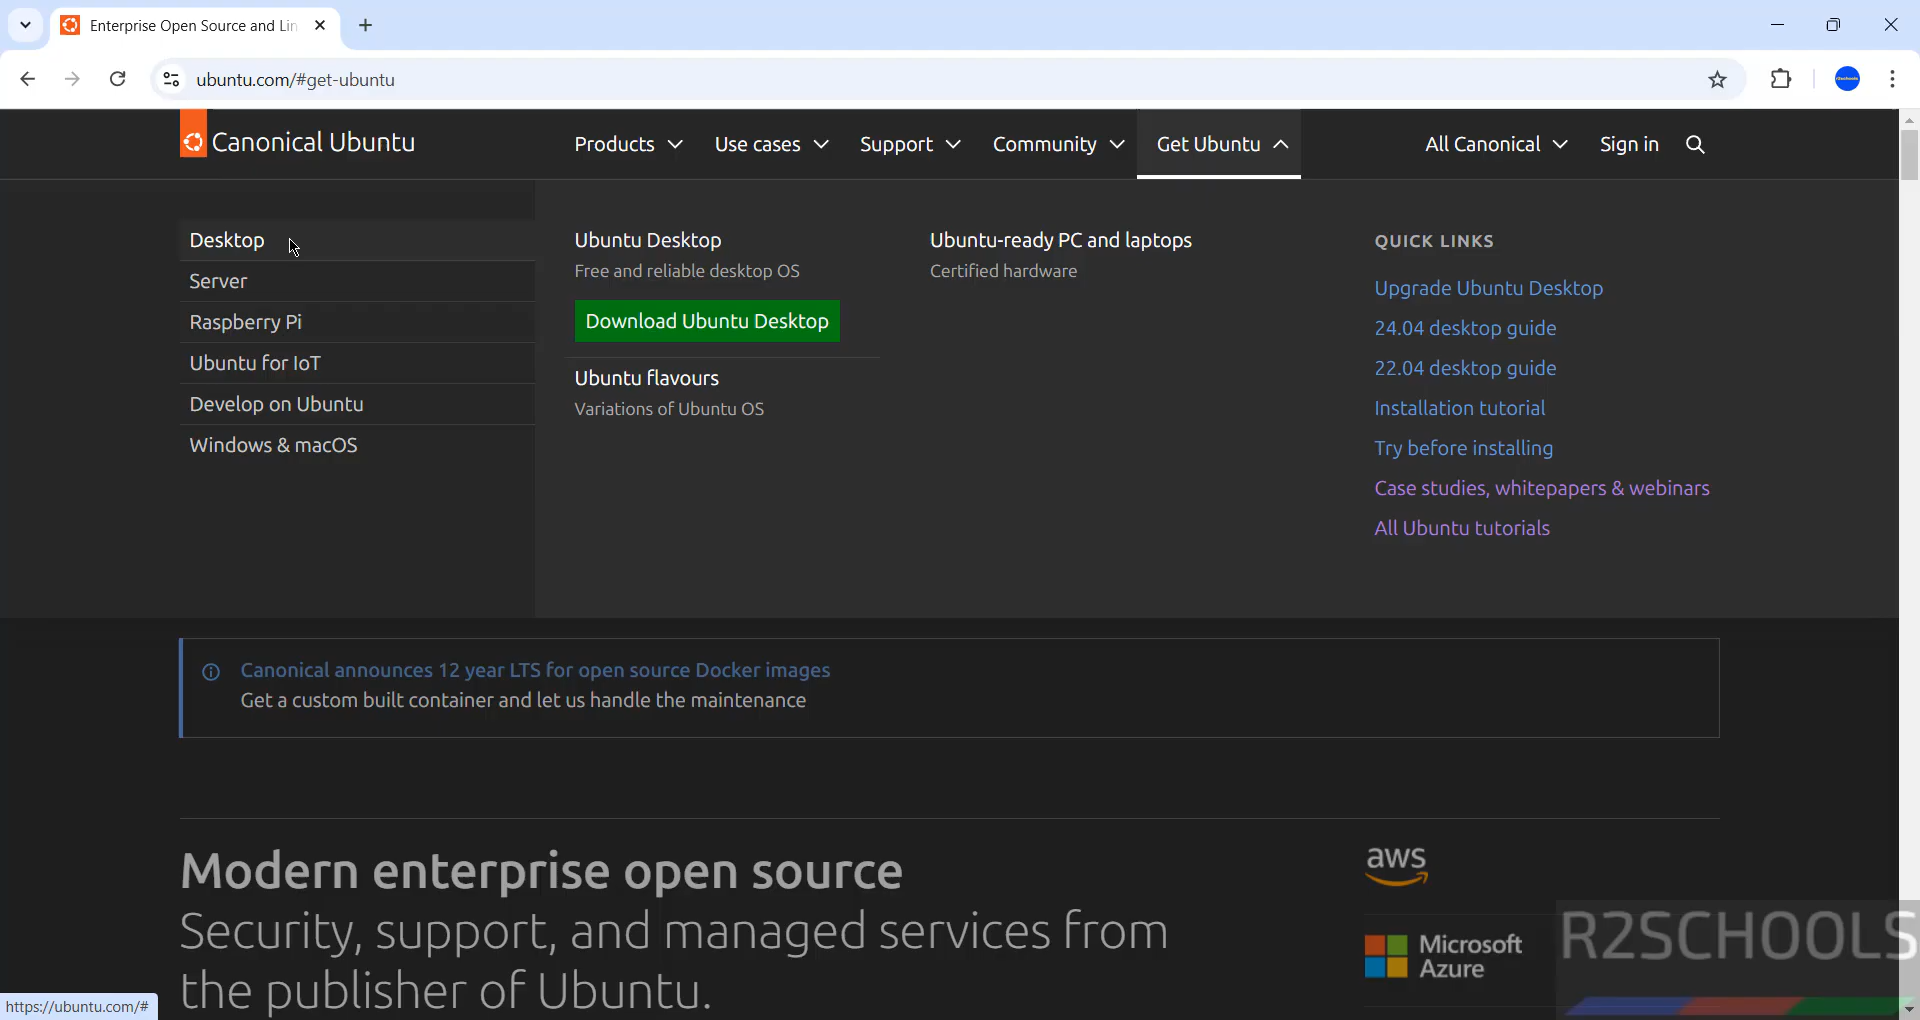 Enterprise Open Source and Lin
ubuntu.com/#get-ubuntu
Canonical Ubuntu
Products
Use cases
Support
Community
Get Ubuntu
All Canonical
Sign in
Desktop
Server
Raspberry Pi
Ubuntu for IoT
Develop on Ubuntu
Windows & macOS
Ubuntu Desktop
Free and reliable desktop OS
Download Ubuntu Desktop
Ubuntu flavours
Variations of Ubuntu OS
Ubuntu-ready PC and laptops
Certified hardware
QUICK LINKS
Upgrade Ubuntu Desktop
24.04 desktop guide
22.04 desktop guide
Installation tutorial
Try before installing
Case studies, whitepapers & webinars
All Ubuntu tutorials
Canonical announces 12 year LTS for open source Docker images
Get a custom built container and let us handle the maintenance
Modern enterprise open source
Security, support, and managed services from
the publisher of Ubuntu.
aws
Microsoft
Azure
R2SCHOOLS
https://ubuntu.com/#